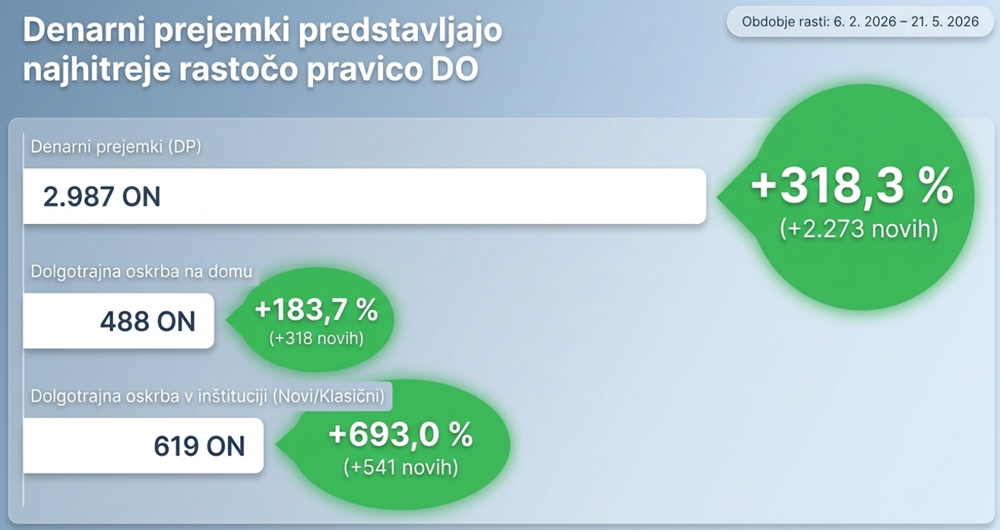 Denarni prejemki predstavljajo
najhitreje rastočo pravico DO
Obdobje rasti: 6. 2. 2026 – 21. 5. 2026
Denarni prejemki (DP)
2.987 ON
+318,3 %
(+2.273 novih)
Dolgotrajna oskrba na domu
488 ON
+183,7 %
(+318 novih)
Dolgotrajna oskrba v inštituciji (Novi/Klasični)
619 ON
+693,0 %
(+541 novih)